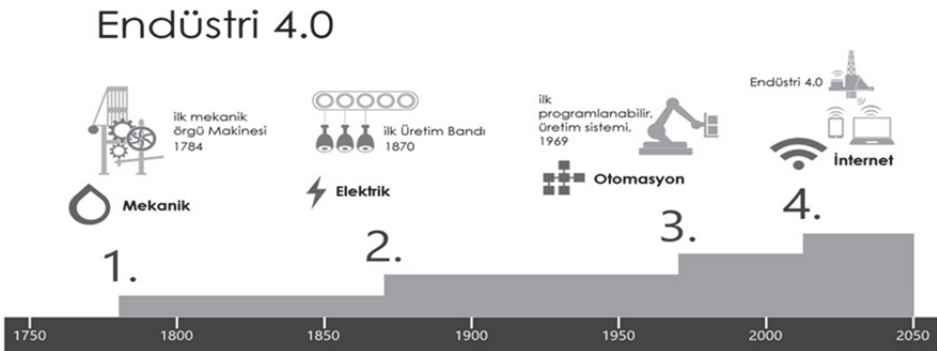 Endüstri 4.0
ilk mekanik
örgü Makinesi
1784
Mekanik
ilk Üretim Bandı
1870
Elektrik
ilk
programlanabilir,
üretim sistemi,
1969
Otomasyon
Endüstri 4.0
İnternet
1.
2.
3.
4.
1750
1800
1850
1900
1950
2000
2050